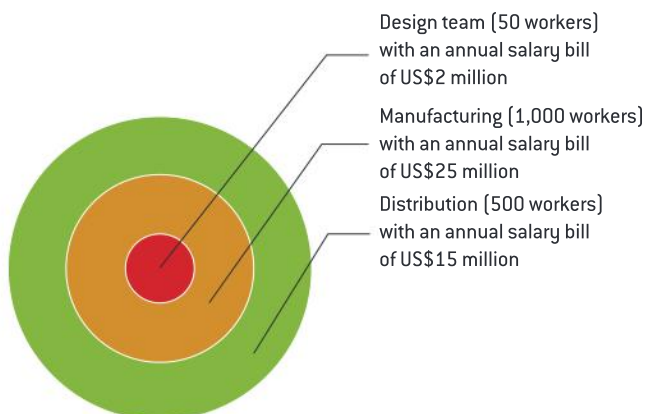 Design team (50 workers)
with an annual salary bill
of US$2 million
Manufacturing (1,000 workers)
with an annual salary bill
of US$25 million
Distribution (500 workers)
with an annual salary bill
of US$15 million